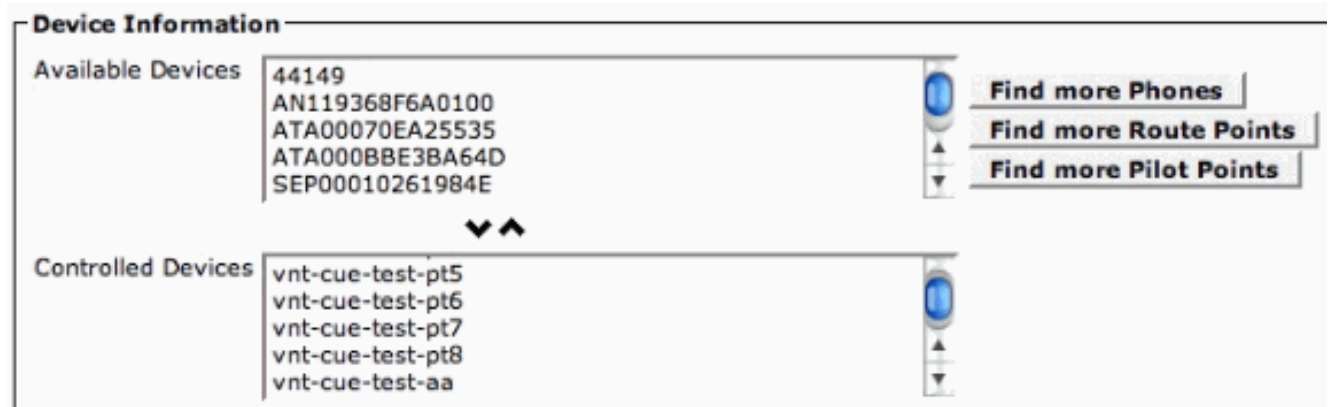 Device Information
Available Devices
44149
AN119368F6A0100
ATA00070EA25535
ATA000BBE3BA64D
SEP00010261984E
Find more Phones
Find more Route Points
Find more Pilot Points
Controlled Devices
vnt-cue-test-pt5
vnt-cue-test-pt6
vnt-cue-test-pt7
vnt-cue-test-pt8
vnt-cue-test-aa